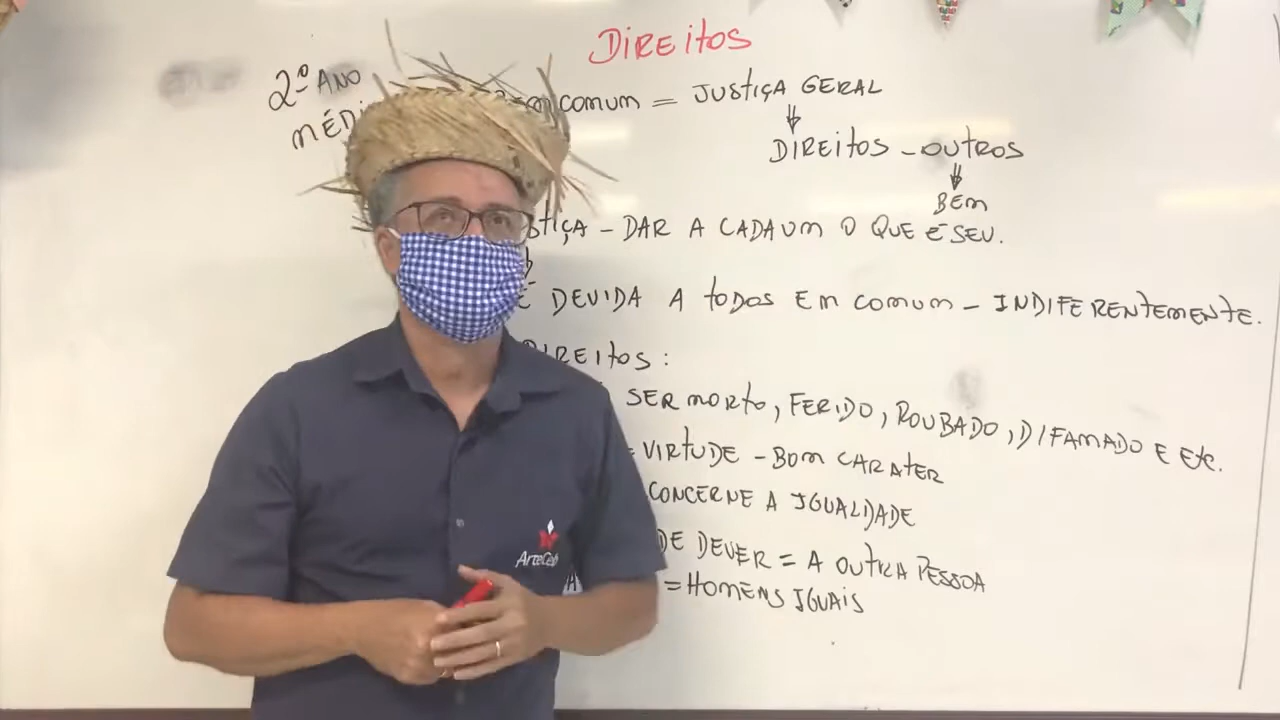 DIREITOS
2º ANO
MÉDI
COMUM = JUSTIÇA GERAL
DIREITOS - OUTROS
BEM
STIÇA - DAR A CADA UM O QUE É SEU.
É DEVIDA A TODOS EM COMUM - INDIFERENTEMENTE.
DIREITOS:
SER MORTO, FERIDO, ROUBADO, DIFAMADO E ETC.
= VIRTUDE - BOM CARATER
CONCERNE A IGUALDADE
DE DEVER = A OUTRA PESSOA
= HOMENS IGUAIS